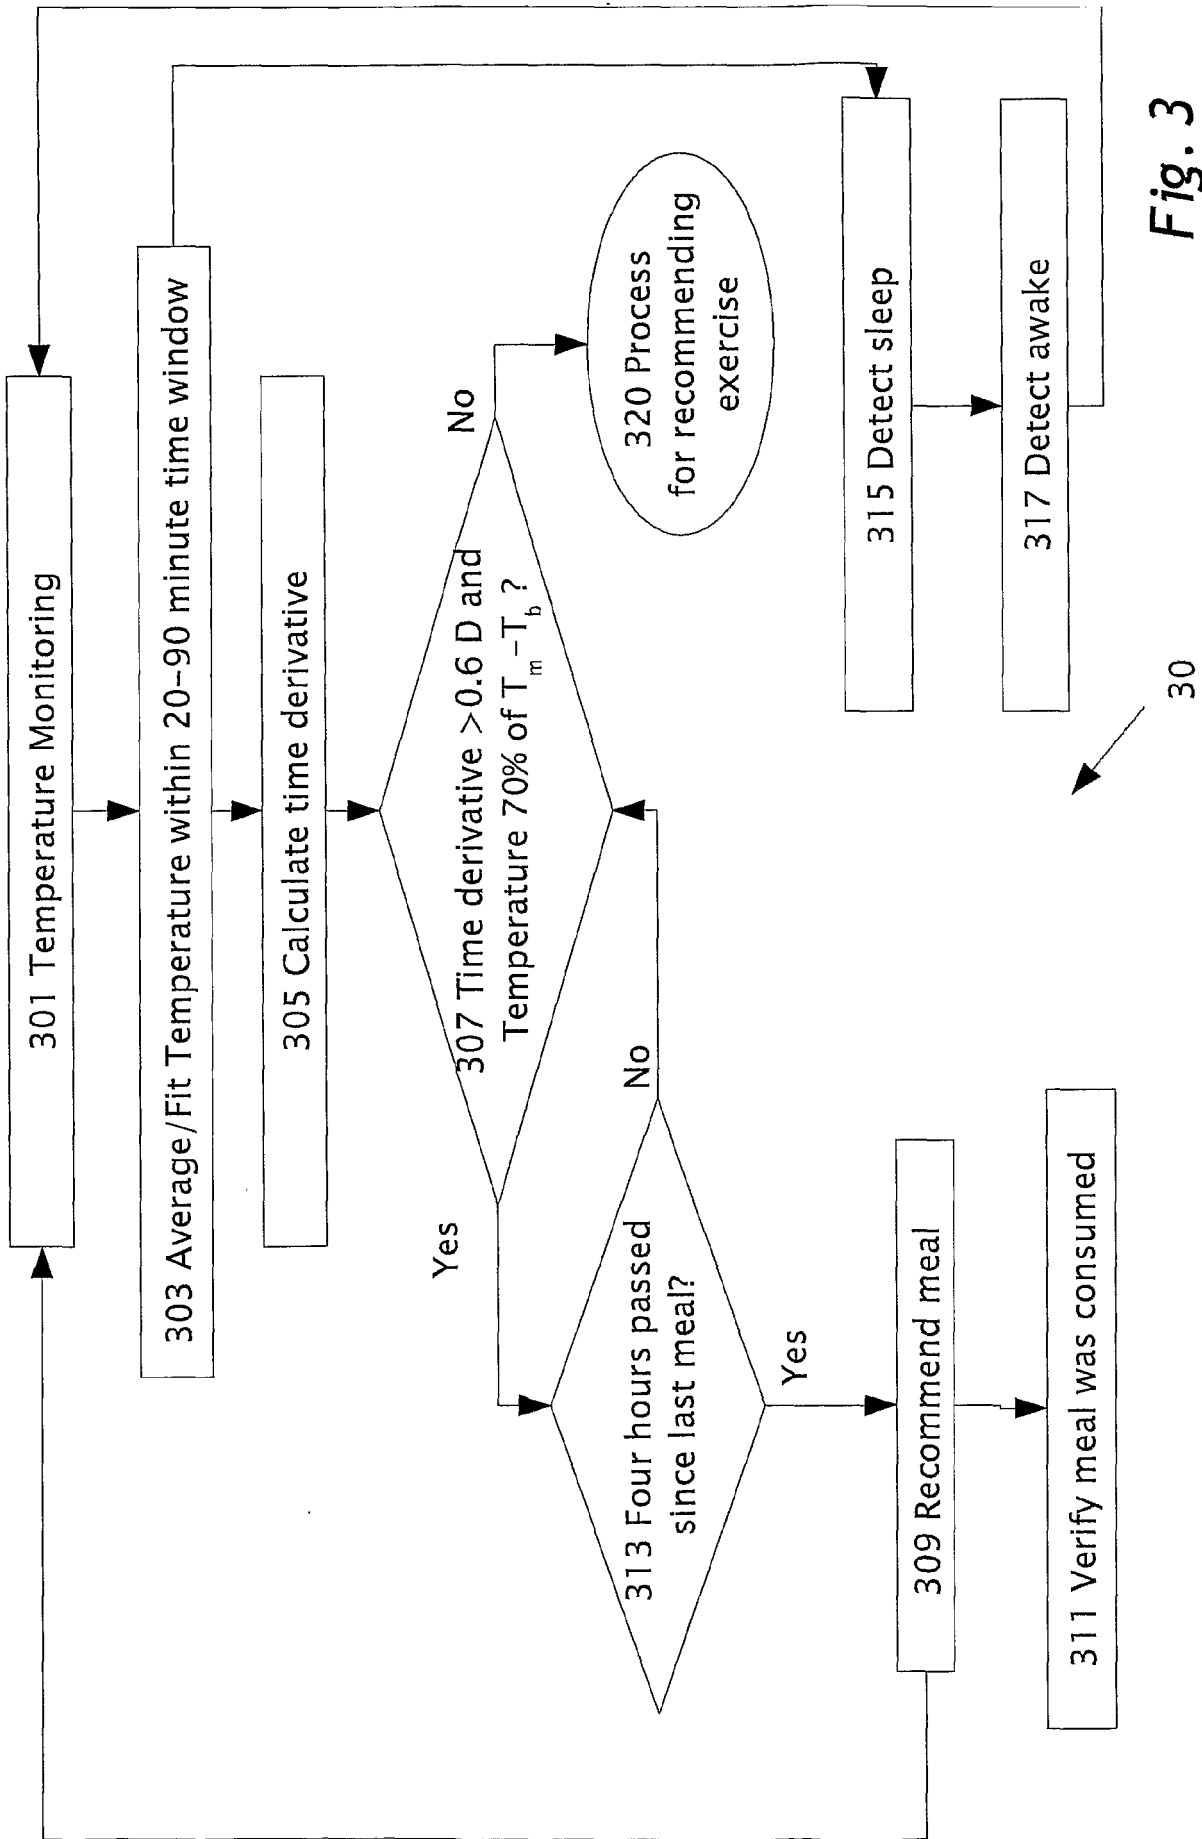 301 Temperature Monitoring
303 Average/Fit Temperature within 20-90 minute time window
305 Calculate time derivative
307 Time derivative >0.6 D and
Temperature 70% of Tm-Tb ?
Yes
No
313 Four hours passed
since last meal?
No
Yes
320 Process
for recommending
exercise
309 Recommend meal
311 Verify meal was consumed
315 Detect sleep
317 Detect awake
30
Fig. 3